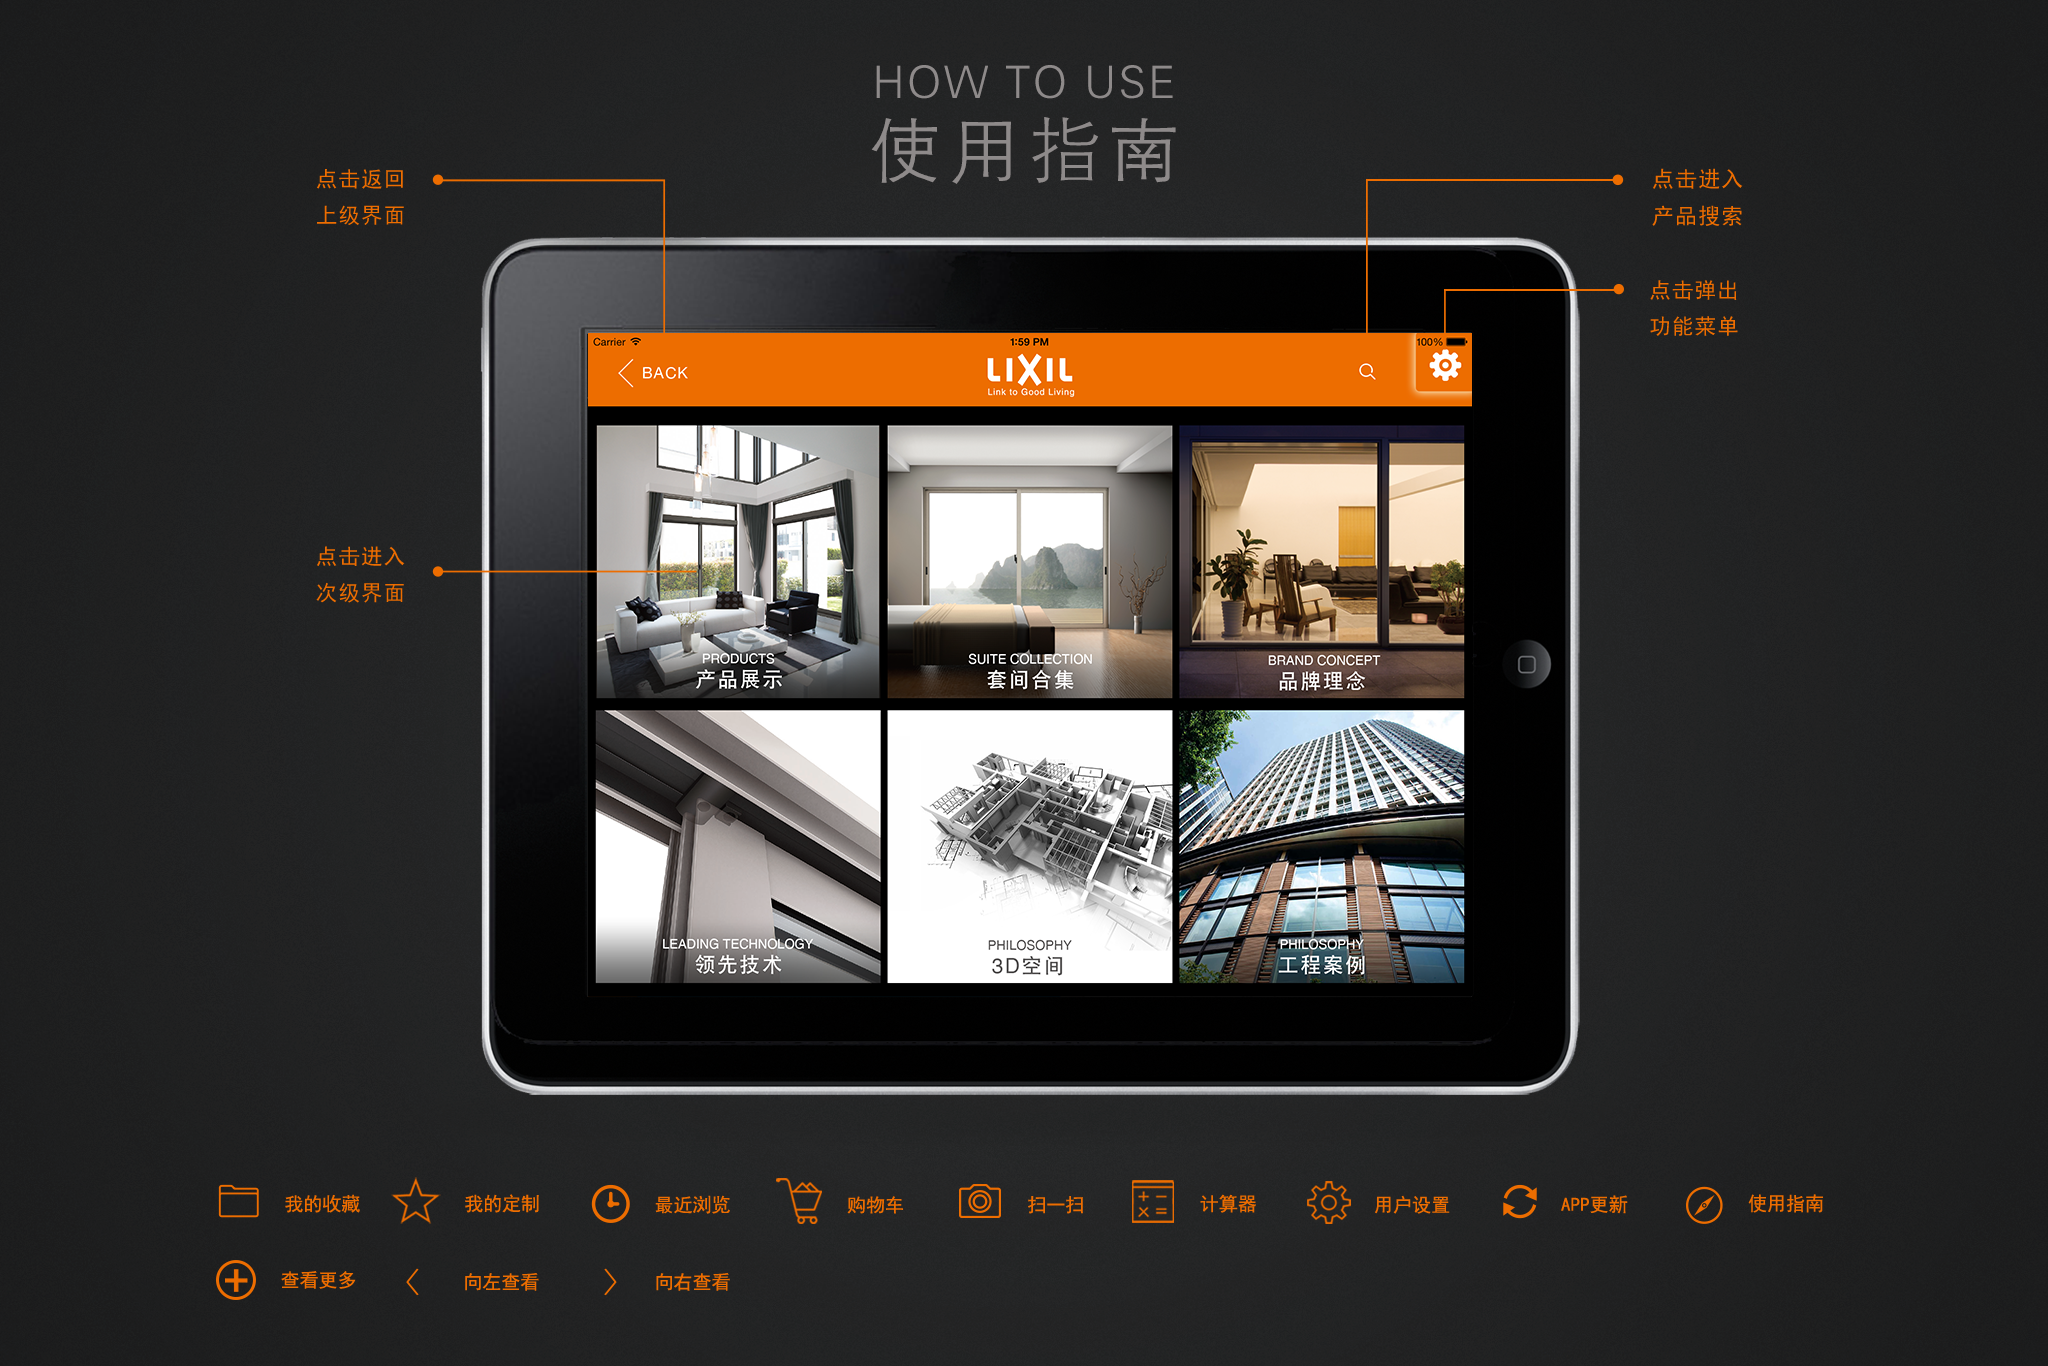 HOW TO USE
使用指南
点击返回
上级界面
点击进入
产品搜索
点击弹出
功能菜单
点击进入
次级界面
Carrier
1:59 PM
100%
BACK
LIXIL
Link to Good Living
PRODUCTS
产品展示
SUITE COLLECTION
套间合集
BRAND CONCEPT
品牌理念
LEADING TECHNOLOGY
领先技术
PHILOSOPHY
3D空间
PHILOSOPHY
工程案例
我的收藏
我的定制
最近浏览
购物车
扫一扫
计算器
用户设置
APP更新
使用指南
查看更多
向左查看
向右查看